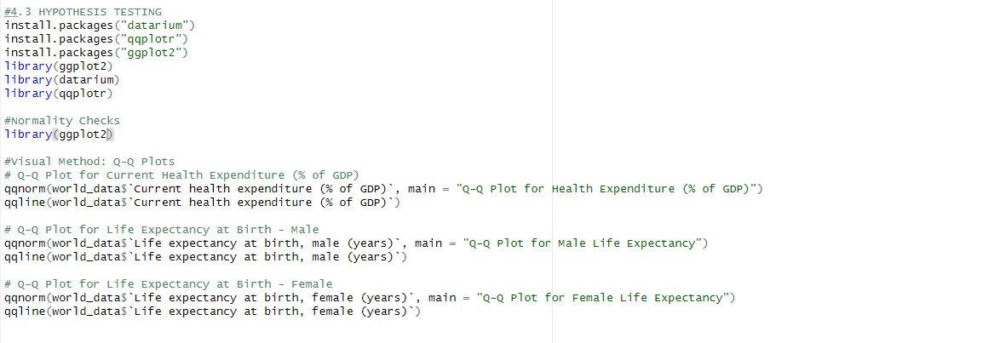 #4.3 HYPOTHESIS TESTING
install.packages("datarium")
install.packages("qqplotr")
install.packages("ggplot2")
library(ggplot2)
library(datarium)
library(qqplotr)
#Normality Checks
library(ggplot2)
#Visual Method: Q-Q Plots
# Q-Q Plot for Current Health Expenditure (% of GDP)
qqnorm(world_data$`Current health expenditure (% of GDP)`, main = "Q-Q Plot for Health Expenditure (% of GDP)")
qqline(world_data$`Current health expenditure (% of GDP)`)
# Q-Q Plot for Life Expectancy at Birth - Male
qqnorm(world_data$`Life expectancy at birth, male (years)`, main = "Q-Q Plot for Male Life Expectancy")
qqline(world_data$`Life expectancy at birth, male (years)`)
# Q-Q Plot for Life Expectancy at Birth - Female
qqnorm(world_data$`Life expectancy at birth, female (years)`, main = "Q-Q Plot for Female Life Expectancy")
qqline(world_data$`Life expectancy at birth, female (years)`)